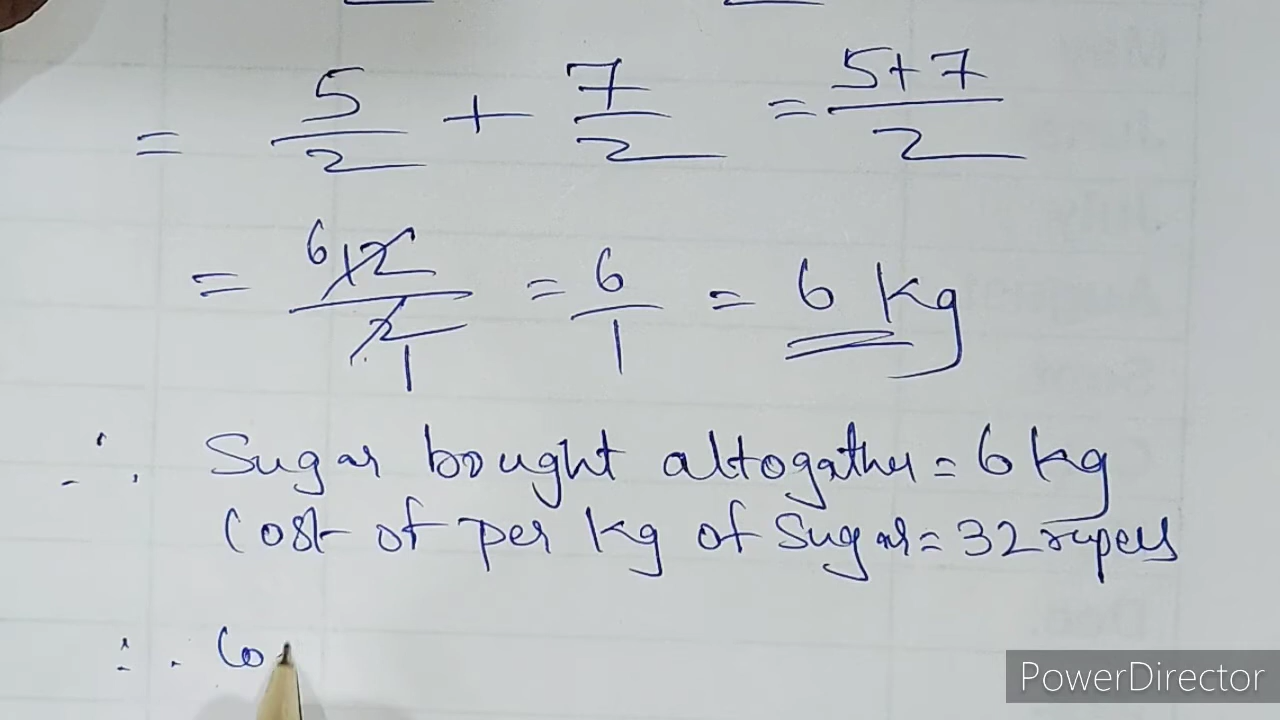 = 5/2 + 7/2 = 5+7/2
= 6 12/2 1 = 6/1 = 6 kg
∴ Sugar bought altogather = 6 kg
Cost of per kg of Sugar = 32 rupees
∴ Co
PowerDirector